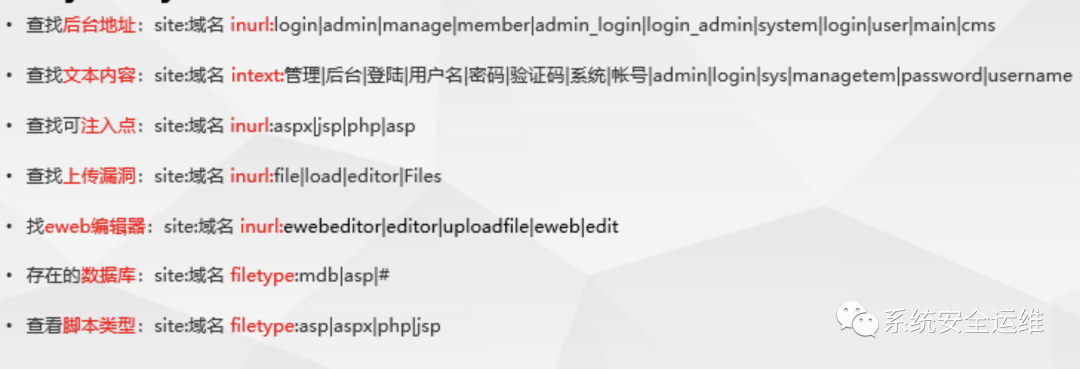 • 查找后台地址：site:域名 inurl:login|admin|manage|member|admin_login|login_admin|system|login|user|main|cms
• 查找文本内容：site:域名 intext:管理|后台|登陆|用户名|密码|验证码|系统|帐号|admin|login|sys|managetem|password|username
• 查找可注入点：site:域名 inurl:aspx|jsp|php|asp
• 查找上传漏洞：site:域名 inurl:file|load|editor|Files
• 找eweb编辑器：site:域名 inurl:ewebeditor|editor|uploadfile|eweb|edit
• 存在的数据库：site:域名 filetype:mdb|asp|#
• 查看脚本类型：site:域名 filetype:asp|aspx|php|jsp
系统安全运维